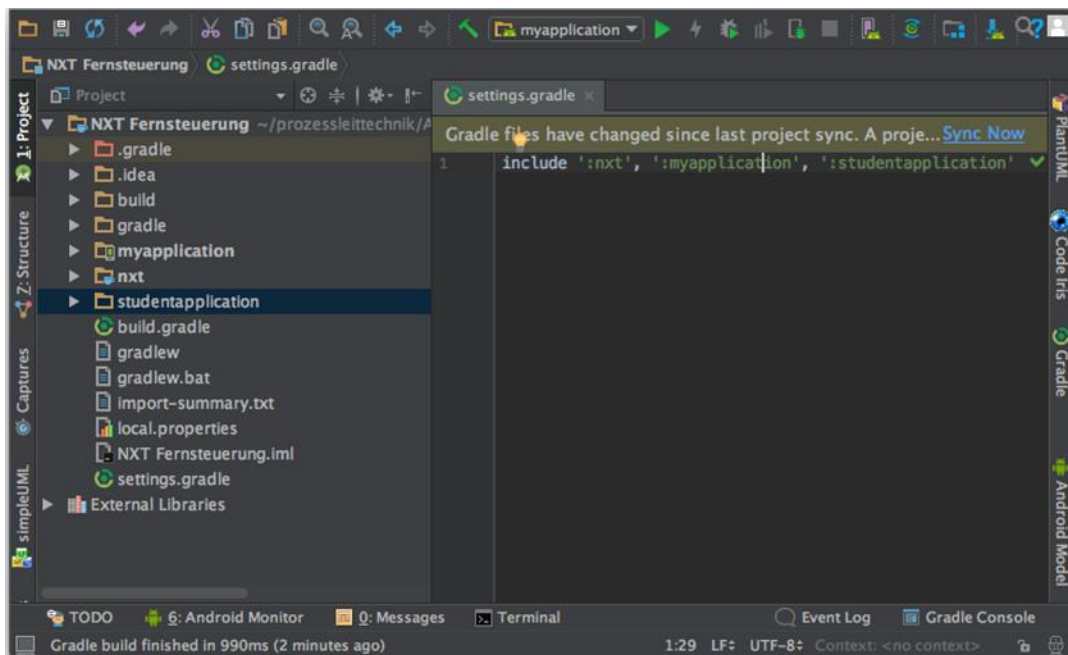 myapplication
NXT Fernsteuerung
settings.gradle
1: Project
Z: Structure
Captures
simpleUML
Project
NXT Fernsteuerung ~/prozessleittechnik/A
.gradle
.idea
build
gradle
myapplication
nxt
studentapplication
build.gradle
gradlew
gradlew.bat
import-summary.txt
local.properties
NXT Fernsteuerung.iml
settings.gradle
External Libraries
settings.gradle
Gradle files have changed since last project sync. A proje... Sync Now
1 include ':nxt', ':myapplication', ':studentapplication'
PlantUML
Code Iris
Gradle
Android Model
TODO 6: Android Monitor 0: Messages Terminal Event Log Gradle Console
Gradle build finished in 990ms (2 minutes ago) 1:29 LF÷ UTF-8÷ Context: <no context>